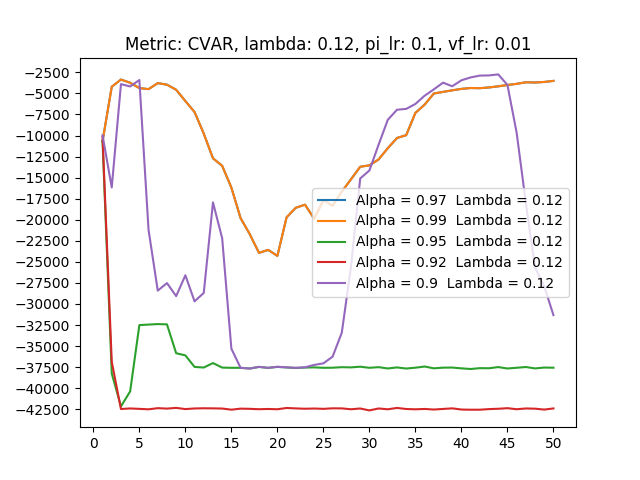 Metric: CVAR, lambda: 0.12, pi_lr: 0.1, vf_lr: 0.01
−2500
−5000
−7500
−10000
−12500
−15000
−17500
−20000
−22500
−25000
−27500
−30000
−32500
−35000
−37500
−40000
−42500
Alpha = 0.97  Lambda = 0.12
Alpha = 0.99  Lambda = 0.12
Alpha = 0.95  Lambda = 0.12
Alpha = 0.92  Lambda = 0.12
Alpha = 0.9  Lambda = 0.12
0 5 10 15 20 25 30 35 40 45 50